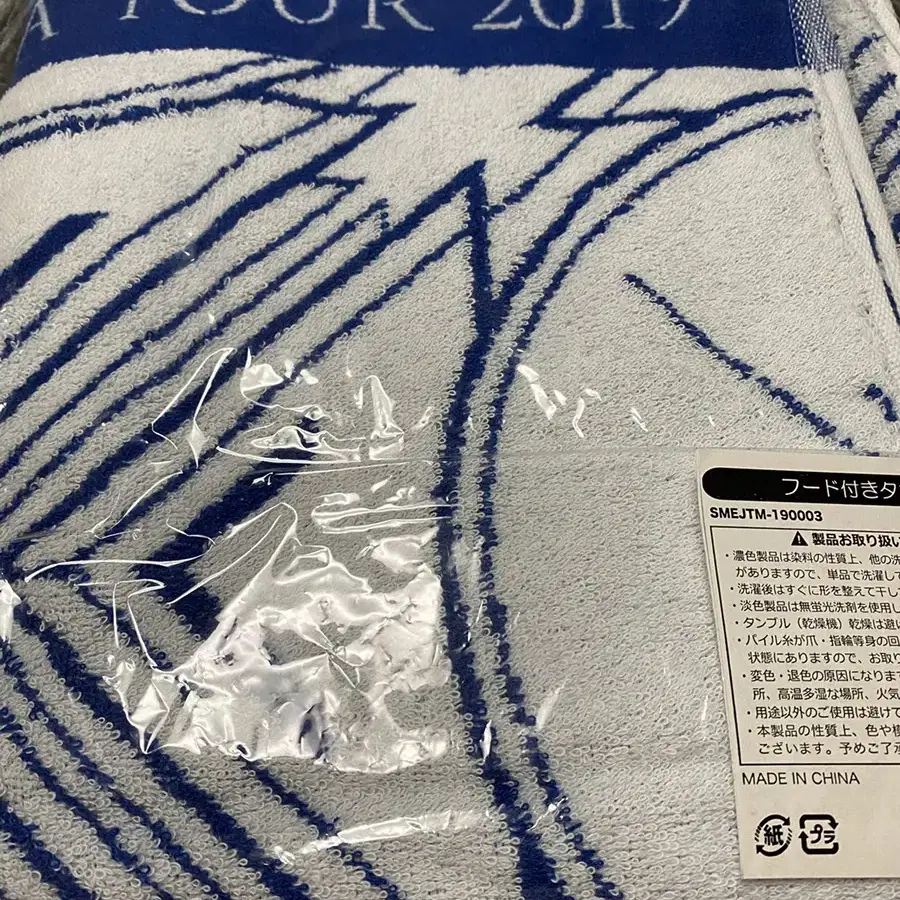 A TOUR 2019
フード付きタ
SMEJTM-190003
⚠ 製品お取り扱い
・濃色製品は染料の性質上、他の洗
がありますので、単品で洗濯して
・洗濯後はすぐに形を整えて干して
・淡色製品は無蛍光洗剤を使用し
・タンブル（乾燥機）乾燥は避け
・パイル糸が爪・指輪等身の回
状態にありますので、お取り
・変色・退色の原因になります
所、高温多湿な場所、火気
・用途以外のご使用は避けて
・本製品の性質上、色や模
ございます。予めご了承
MADE IN CHINA
紙 プラ